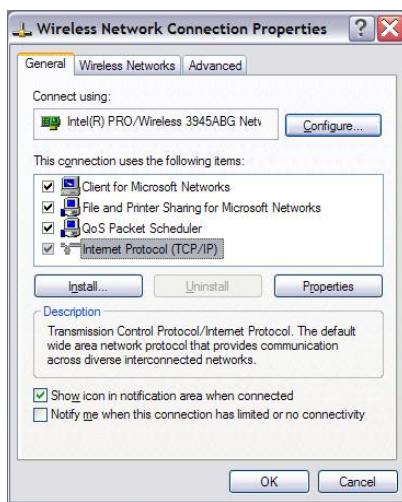 Wireless Network Connection Properties
General Wireless Networks Advanced
Connect using:
Intel(R) PRO/Wireless 3945ABG Netw
Configure...
This connection uses the following items:
Client for Microsoft Networks
File and Printer Sharing for Microsoft Networks
QoS Packet Scheduler
Internet Protocol (TCP/IP)
Install... Uninstall Properties
Description
Transmission Control Protocol/Internet Protocol. The default
wide area network protocol that provides communication
across diverse interconnected networks.
Show icon in notification area when connected
Notify me when this connection has limited or no connectivity
OK Cancel